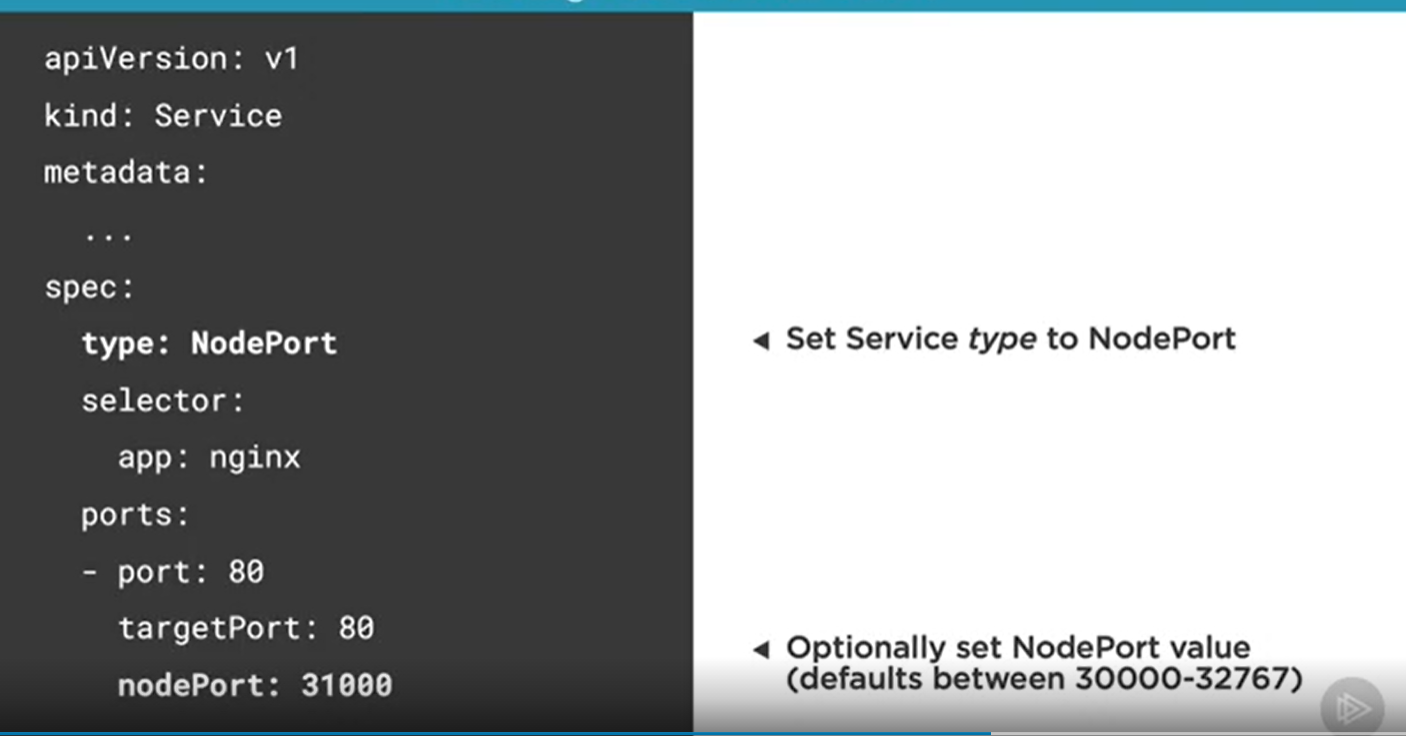 apiVersion: v1
kind: Service
metadata:
...
spec:
type: NodePort
Set Service type to NodePort
selector:
app: nginx
ports:
- port: 80
targetPort: 80
nodePort: 31000
Optionally set NodePort value
(defaults between 30000-32767)